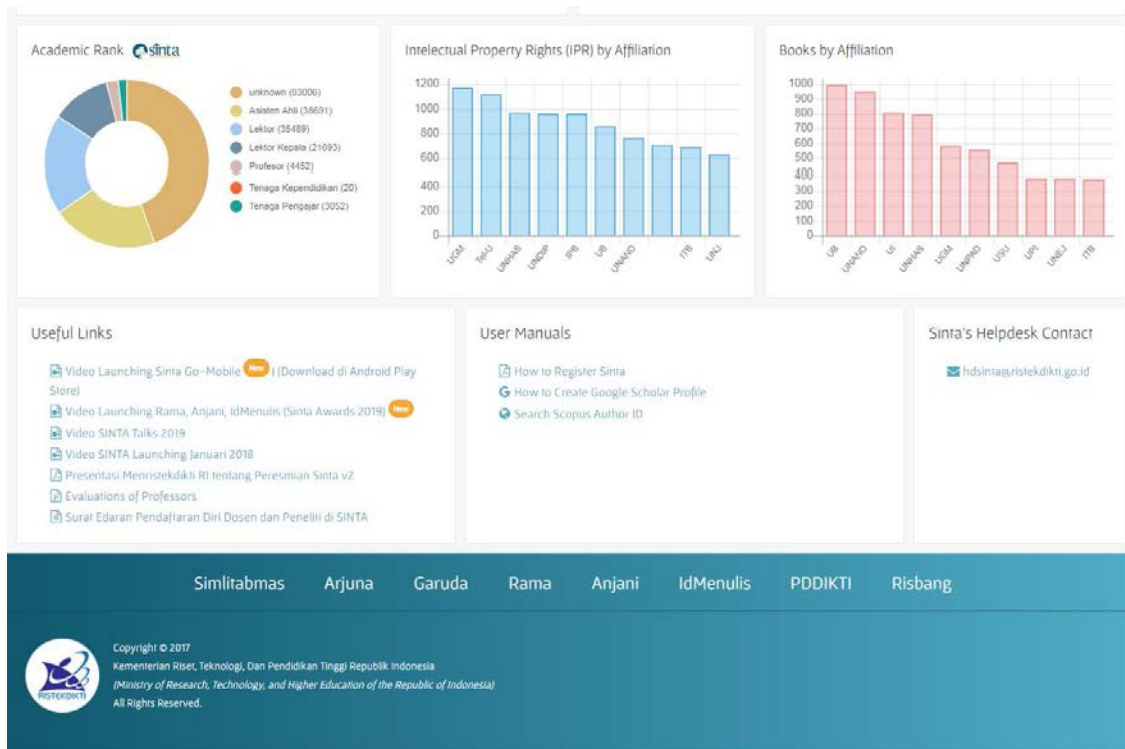 Academic Rank sinta
unknown (83006)
Asisten Ahli (38691)
Lektor (35489)
Lektor Kepala (21693)
Profesor (4452)
Tenaga Kependidikan (20)
Tenaga Pengajar (3052)
Intelectual Property Rights (IPR) by Affiliation
1200
1000
800
600
400
200
0
UGM Tel-U UNHAS UNDIP IPB UB UNAND ITB UNJ
Books by Affiliation
1000
900
800
700
600
500
400
300
200
100
0
UB UNAND UI UNHAS UGM UNPAD USU UPI UNEJ ITB
Useful Links
Video Launching Sinta Go-Mobile New ! (Download di Android Play
Store)
Video Launching Rama, Anjani, IdMenulis (Sinta Awards 2019) New
Video SINTA Talks 2019
Video SINTA Launching Januari 2018
Presentasi Menristekdikti RI tentang Peresmian Sinta v2
Evaluations of Professors
Surat Edaran Pendaftaran Diri Dosen dan Peneliti di SINTA
User Manuals
How to Register Sinta
How to Create Google Scholar Profile
Search Scopus Author ID
Sinta's Helpdesk Contact
hdsinta@ristekdikti.go.id
Simlitabmas Arjuna Garuda Rama Anjani IdMenulis PDDIKTI Risbang
RISTEKDIKTI
Copyright © 2017
Kementerian Riset, Teknologi, Dan Pendidikan Tinggi Republik Indonesia
(Ministry of Research, Technology, and Higher Education of the Republic of Indonesia)
All Rights Reserved.